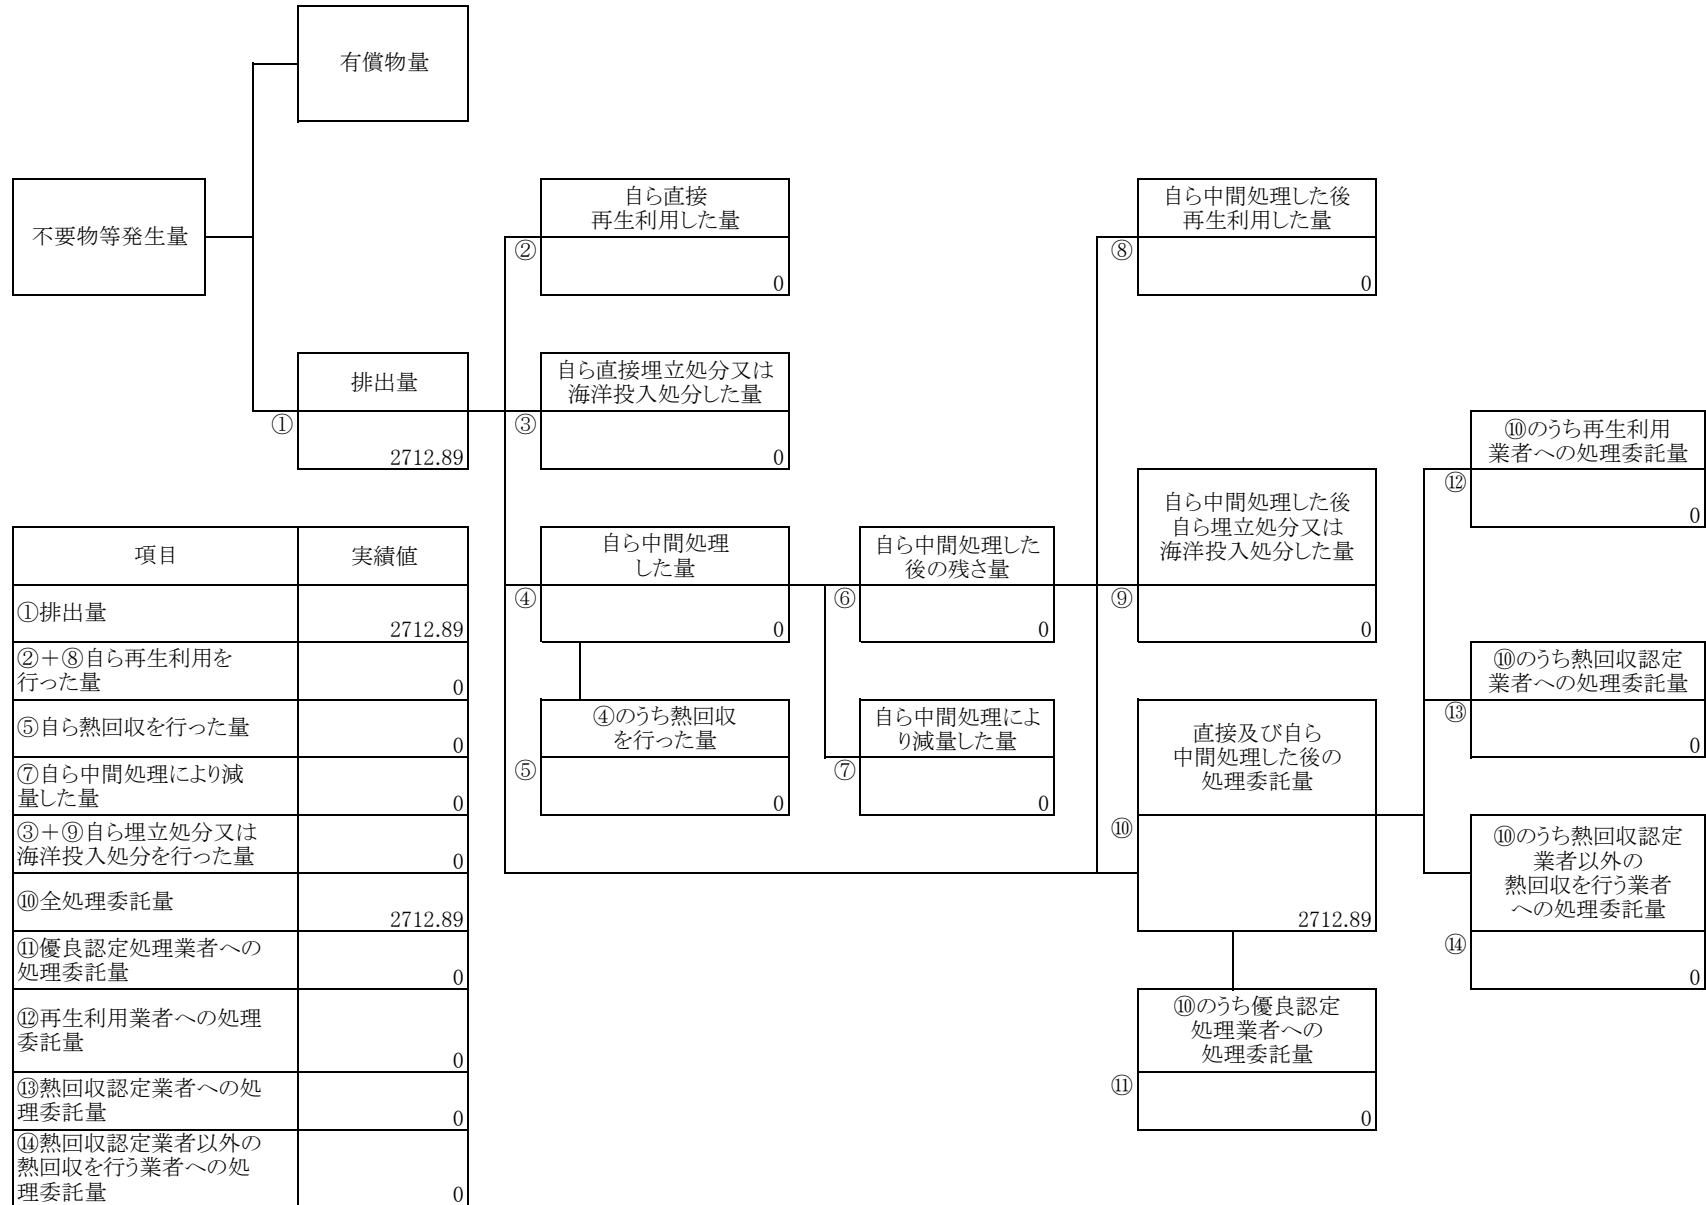 有償物量
不要物等発生量
自ら直接
再生利用した量
②
0
自ら中間処理した後
再生利用した量
⑧
0
排出量
①
2712.89
自ら直接埋立処分又は
海洋投入処分した量
③
0
⑩のうち再生利用
業者への処理委託量
⑫
0
自ら中間処理
した量
④
0
自ら中間処理した
後の残さ量
⑥
0
自ら中間処理した後
自ら埋立処分又は
海洋投入処分した量
⑨
0
⑩のうち熱回収認定
業者への処理委託量
⑬
0
④のうち熱回収
を行った量
⑤
0
自ら中間処理によ
り減量した量
⑦
0
直接及び自ら
中間処理した後の
処理委託量
⑩
2712.89
⑩のうち熱回収認定
業者以外の
熱回収を行う業者
への処理委託量
⑭
0
⑩のうち優良認定
処理業者への
処理委託量
⑪
0
項目 実績値
①排出量
2712.89
②＋⑧自ら再生利用を
行った量
0
⑤自ら熱回収を行った量
0
⑦自ら中間処理により減
量した量
0
③＋⑨自ら埋立処分又は
海洋投入処分を行った量
0
⑩全処理委託量
2712.89
⑪優良認定処理業者への
処理委託量
0
⑫再生利用業者への処理
委託量
0
⑬熱回収認定業者への処
理委託量
0
⑭熱回収認定業者以外の
熱回収を行う業者への処
理委託量
0